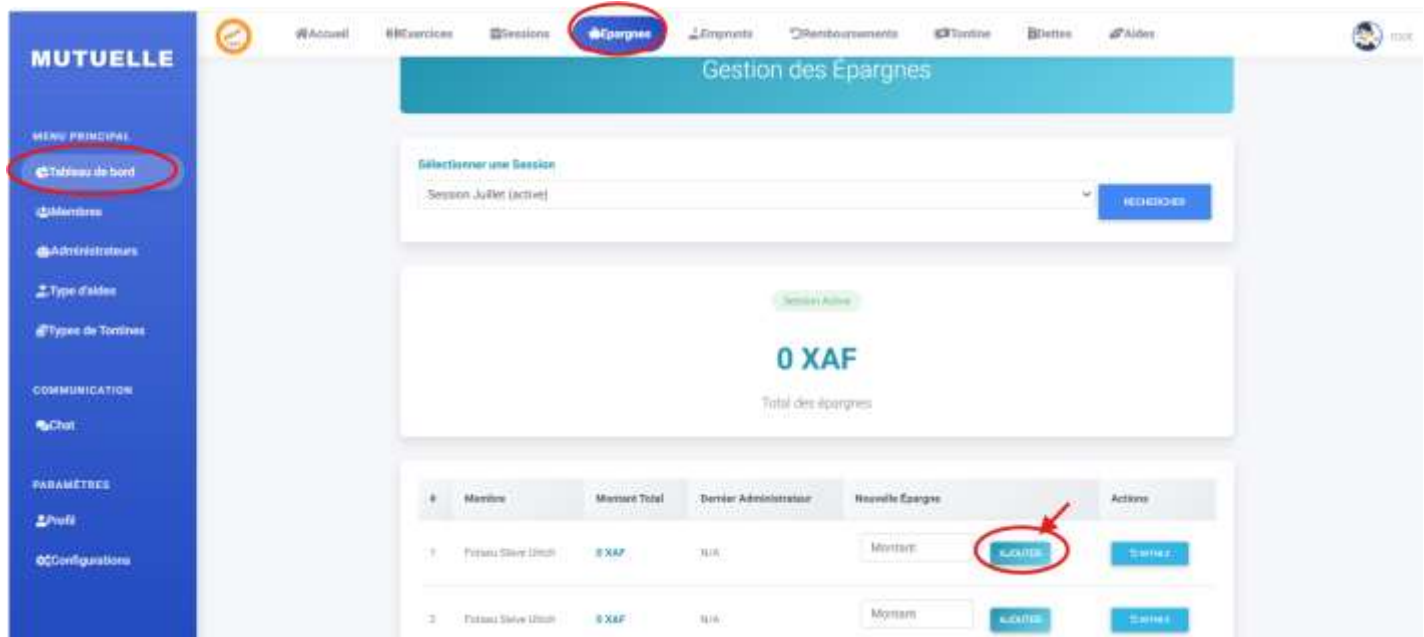 MUTUELLE
Accueil
Exercices
Sessions
Épargnes
Emprunts
Remboursements
Tontine
Dettes
Aides
root
MENU PRINCIPAL
Tableau de bord
Membres
Administrateurs
Type d'aides
Types de Tontines
COMMUNICATION
Chat
PARAMÈTRES
Profil
Configurations
Gestion des Épargnes
Sélectionner une Session
Session Juillet (active)
RECHERCHER
Session Active
0 XAF
Total des épargnes
# Membre Montant Total Dernier Administrateur Nouvelle Épargne Actions
1 0 XAF N/A Montant AJOUTER
2 0 XAF N/A Montant AJOUTER